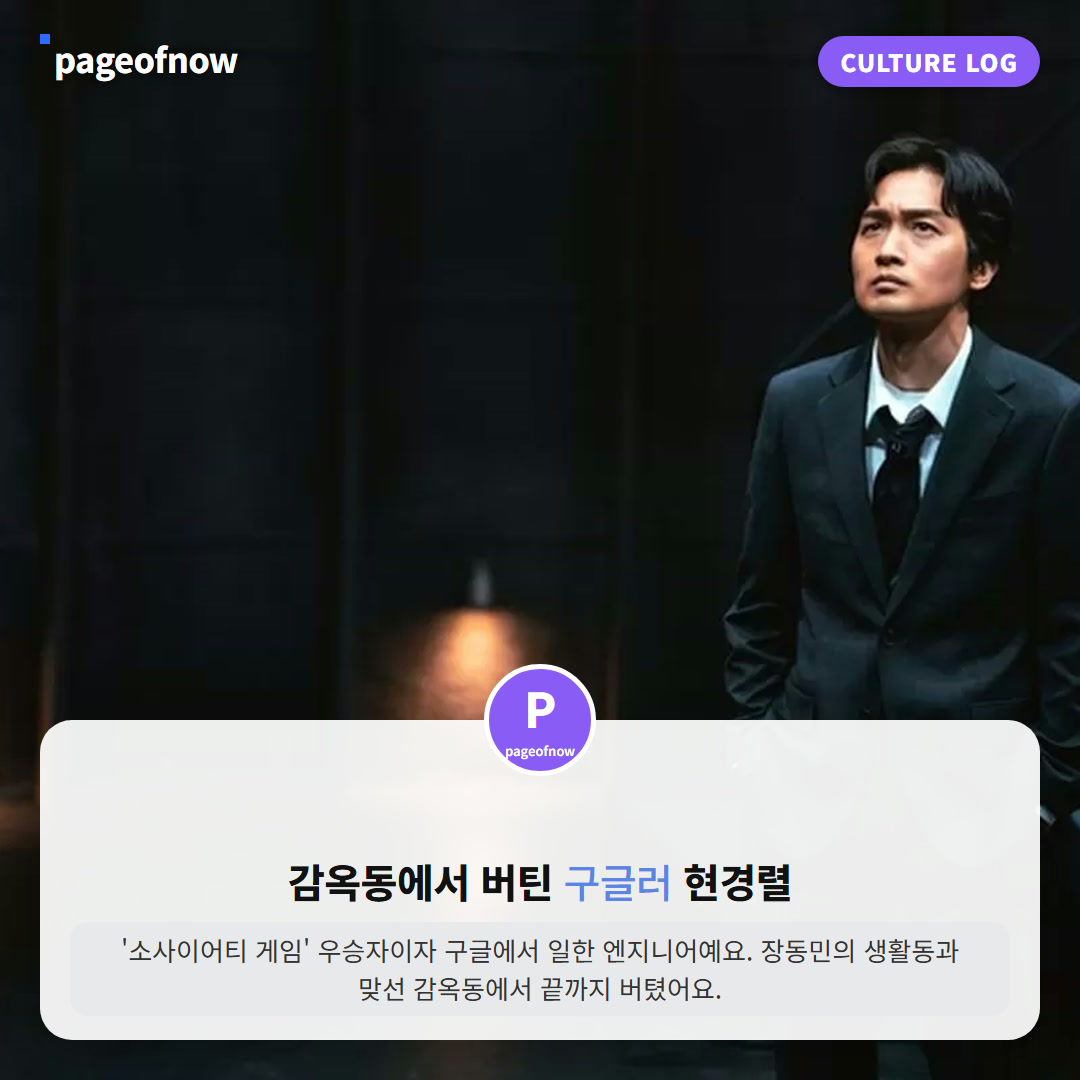 pageofnow
CULTURE LOG
P
pageofnow
감옥동에서 버틴 구글러 현경렬
'소사이어티 게임' 우승자이자 구글에서 일한 엔지니어예요. 장동민의 생활동과
맞선 감옥동에서 끝까지 버텼어요.